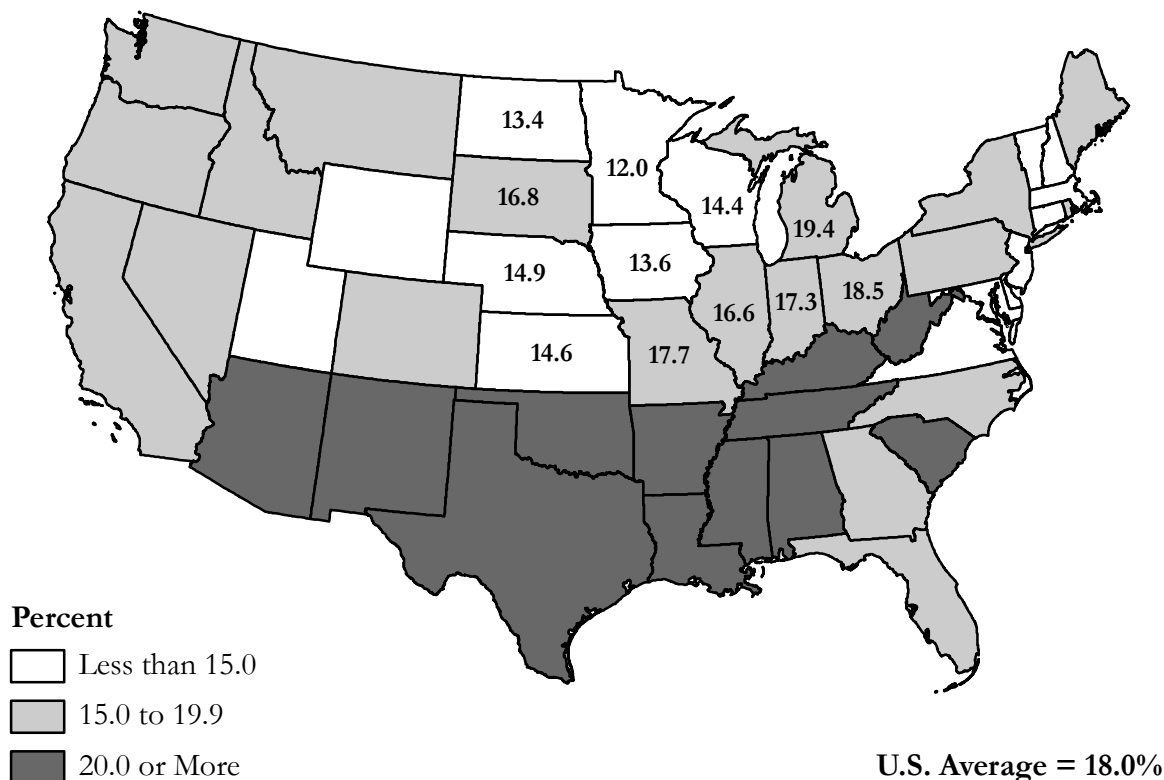 13.4
12.0
16.8
14.4
19.4
14.9
13.6
16.6
17.3
18.5
14.6
17.7
Percent
Less than 15.0
15.0 to 19.9
20.0 or More
U.S. Average = 18.0%